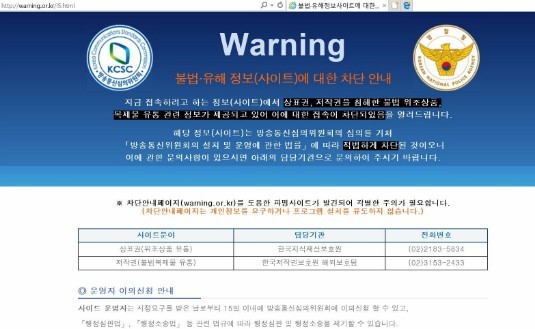 http://warning.or.kr/i5.html
불법·유해정보사이트에 대한...
KCSC
방송통신심의위원회
Warning
불법·유해 정보(사이트)에 대한 차단 안내
지금 접속하려고 하는 정보(사이트)에서 상표권, 저작권을 침해한 불법 위조상품,
복제물 유통 관련 정보가 제공되고 있어 이에 대한 접속이 차단되었음을 알려드립니다.
해당 정보(사이트)는 방송통신심의위원회의 심의를 거쳐
「방송통신위원회의 설치 및 운영에 관한 법률」에 따라 적법하게 차단된 것이오니
이에 관한 문의사항이 있으시면 아래의 담당기관으로 문의하여 주시기 바랍니다.
※ 차단안내페이지(warning.or.kr)를 도용한 피싱사이트가 발견되어 각별한 주의가 필요합니다.
(차단안내페이지는 개인정보를 요구하거나 프로그램 설치를 유도하지 않습니다.)
사이트분야 담당기관 전화번호
상표권(위조상품 유통) 한국지식재산보호원 (02)2183-5834
저작권(불법복제물 유통) 한국저작권보호원 해외보호팀 (02)3153-2433
◎ 운영자 이의신청 안내
사이트 운영자는 시정요구를 받은 날로부터 15일 이내에 방송통신심의위원회에 이의신청 할 수 있고,
「행정심판법」, 「행정소송법」 등 관련 법규에 따라 행정심판 및 행정소송을 제기할 수 있습니다.